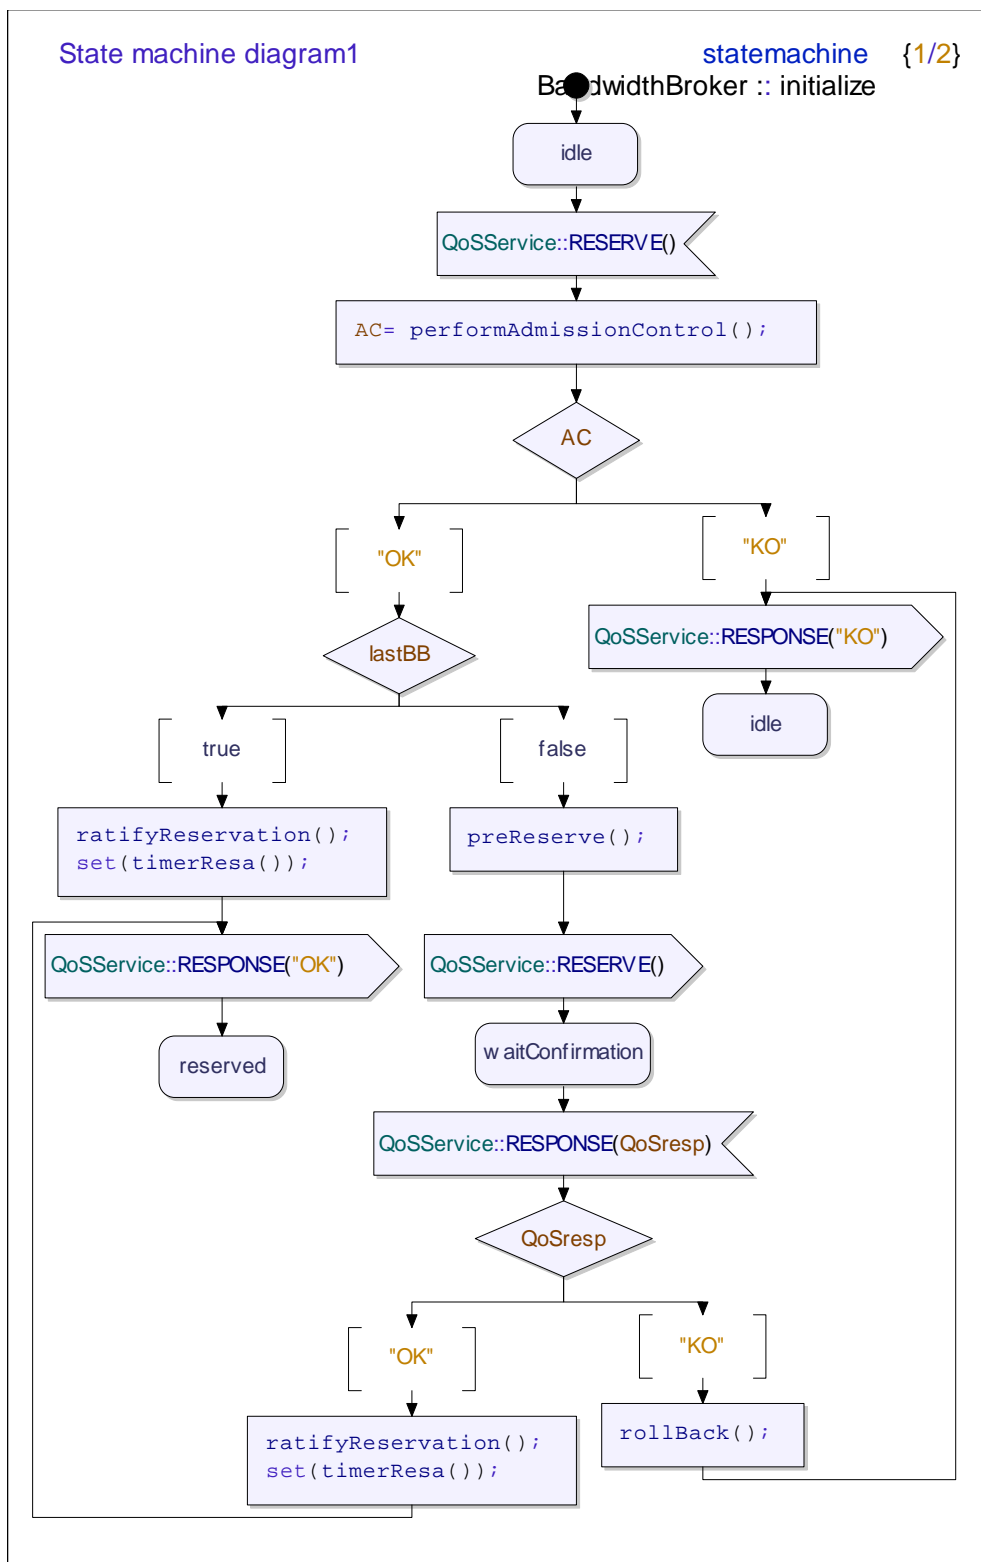 State machine diagram1
statemachine {1/2}
BandwidthBroker :: initialize
idle
QoSService::RESERVE()
AC= performAdmissionControl();
AC
"OK"
"KO"
QoSService::RESPONSE("KO")
lastBB
idle
true
false
ratifyReservation();
set(timerResa());
preReserve();
QoSService::RESPONSE("OK")
QoSService::RESERVE()
reserved
waitConfirmation
QoSService::RESPONSE(QoSresp)
QoSresp
"OK"
"KO"
rollBack();
ratifyReservation();
set(timerResa());